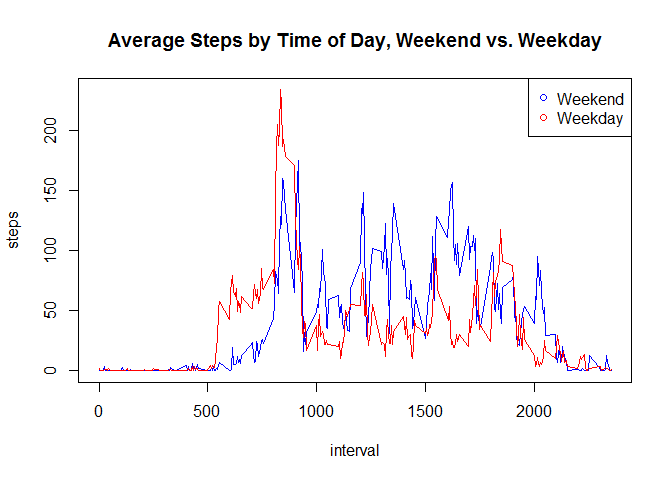 Average Steps by Time of Day, Weekend vs. Weekday
Weekend
Weekday
steps
200
150
100
50
0
0 500 1000 1500 2000
interval